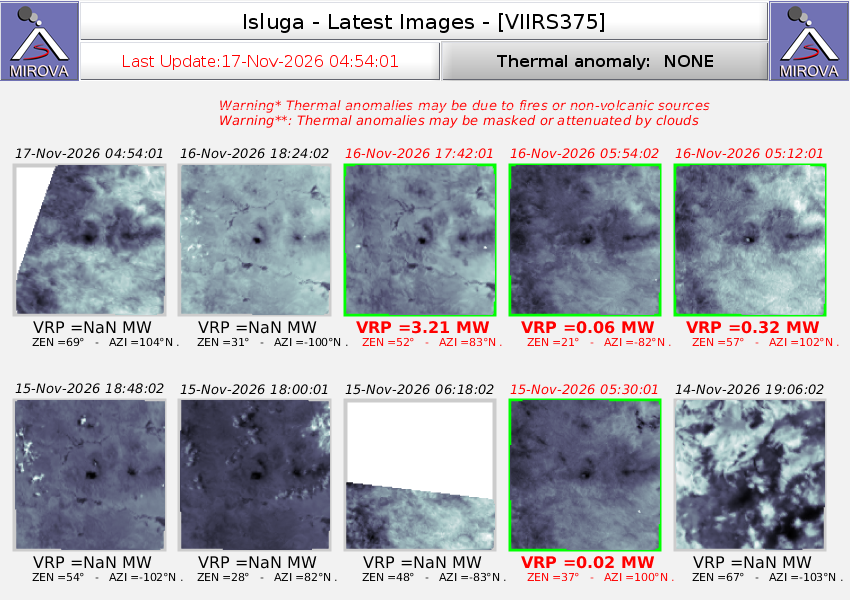 Isluga - Latest Images - [VIIRS375]
MIROVA
Last Update:17-Nov-2026 04:54:01
Thermal anomaly: NONE
MIROVA
Warning* Thermal anomalies may be due to fires or non-volcanic sources
Warning**: Thermal anomalies may be masked or attenuated by clouds
17-Nov-2026 04:54:01
16-Nov-2026 18:24:02
16-Nov-2026 17:42:01
16-Nov-2026 05:54:02
16-Nov-2026 05:12:01
VRP =NaN MW
VRP =NaN MW
VRP =3.21 MW
VRP =0.06 MW
VRP =0.32 MW
ZEN =69° - AZI =104°N .
ZEN =31° - AZI =-100°N .
ZEN =52° - AZI =83°N .
ZEN =21° - AZI =-82°N .
ZEN =57° - AZI =102°N .
15-Nov-2026 18:48:02
15-Nov-2026 18:00:01
15-Nov-2026 06:18:02
15-Nov-2026 05:30:01
14-Nov-2026 19:06:02
VRP =NaN MW
VRP =NaN MW
VRP =NaN MW
VRP =0.02 MW
VRP =NaN MW
ZEN =54° - AZI =-102°N .
ZEN =28° - AZI =82°N .
ZEN =48° - AZI =-83°N .
ZEN =37° - AZI =100°N .
ZEN =67° - AZI =-103°N .